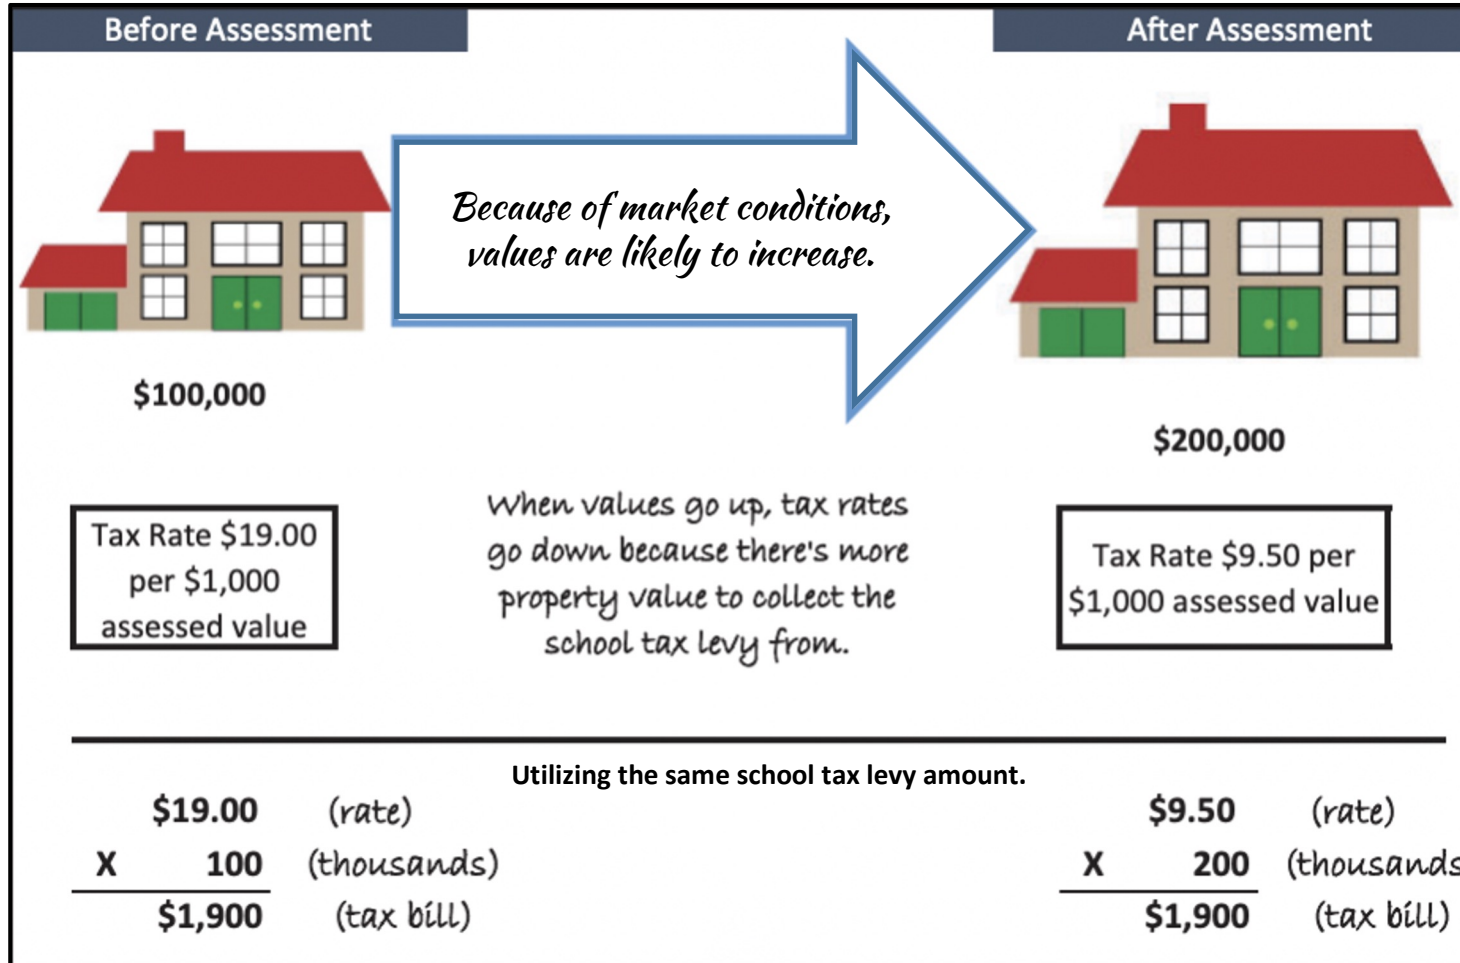 Before Assessment
After Assessment
Because of market conditions,
values are likely to increase.
$100,000
$200,000
Tax Rate $19.00
per $1,000
assessed value
When values go up, tax rates
go down because there's more
property value to collect the
school tax levy from.
Tax Rate $9.50 per
$1,000 assessed value
Utilizing the same school tax levy amount.
$19.00 (rate)
X 100 (thousands)
$1,900 (tax bill)
$9.50 (rate)
X 200 (thousands
$1,900 (tax bill)